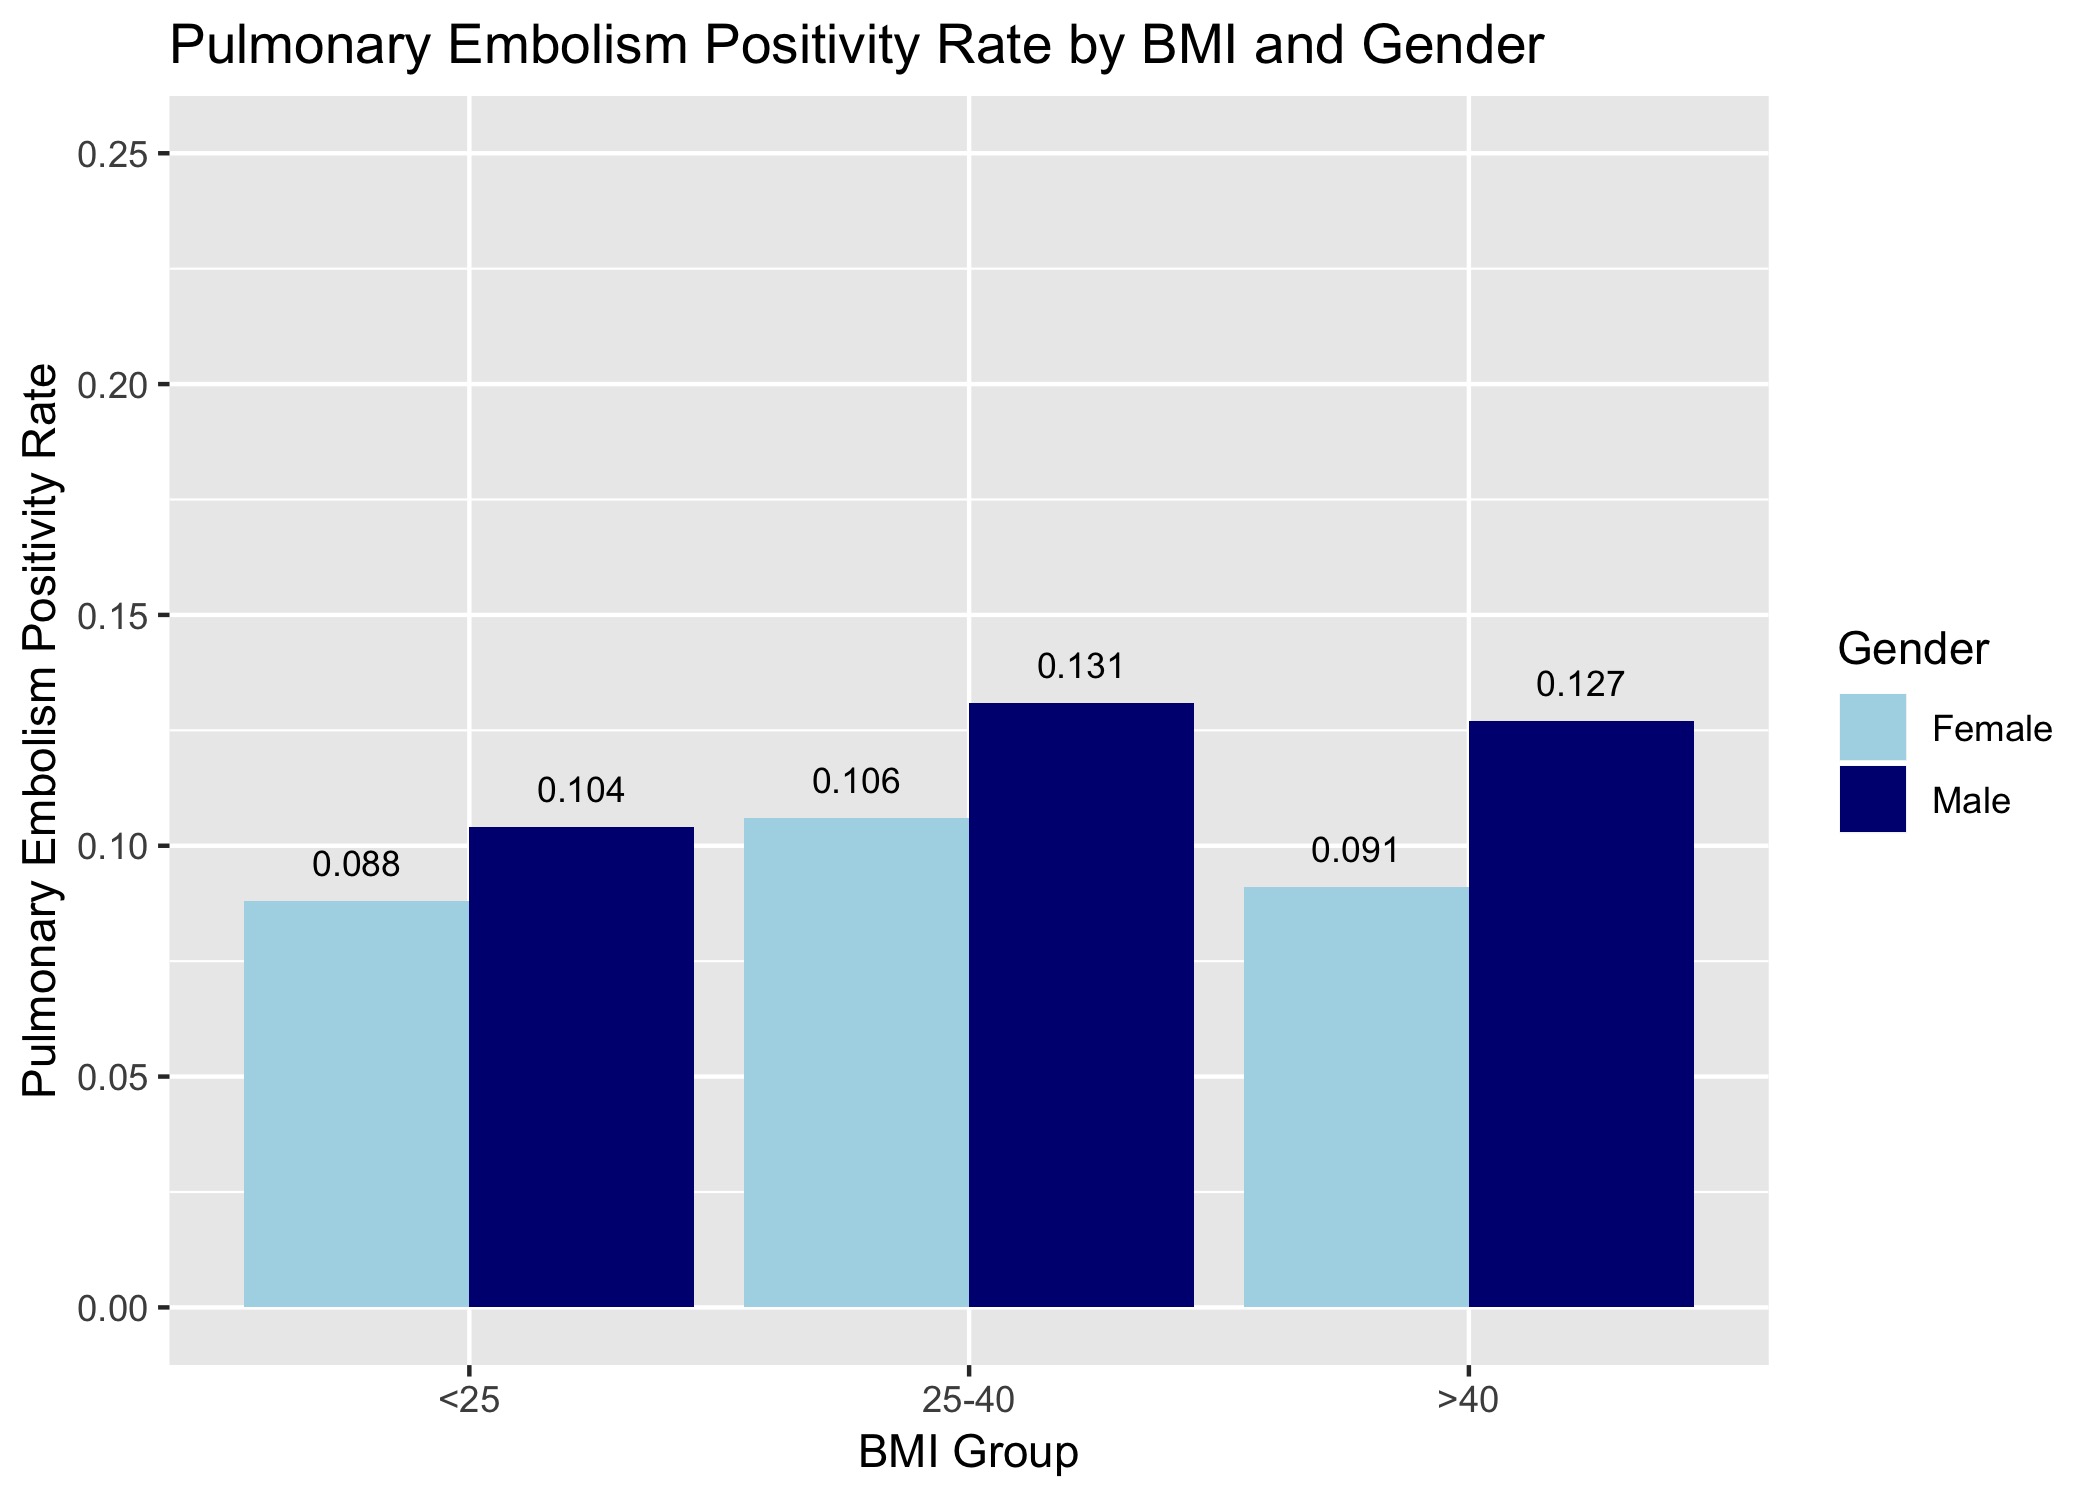 Pulmonary Embolism Positivity Rate by BMI and Gender
Pulmonary Embolism Positivity Rate
0.25
0.20
0.15
0.10
0.05
0.00
0.088
0.104
0.106
0.131
0.091
0.127
<25
25-40
>40
BMI Group
Gender
Female
Male